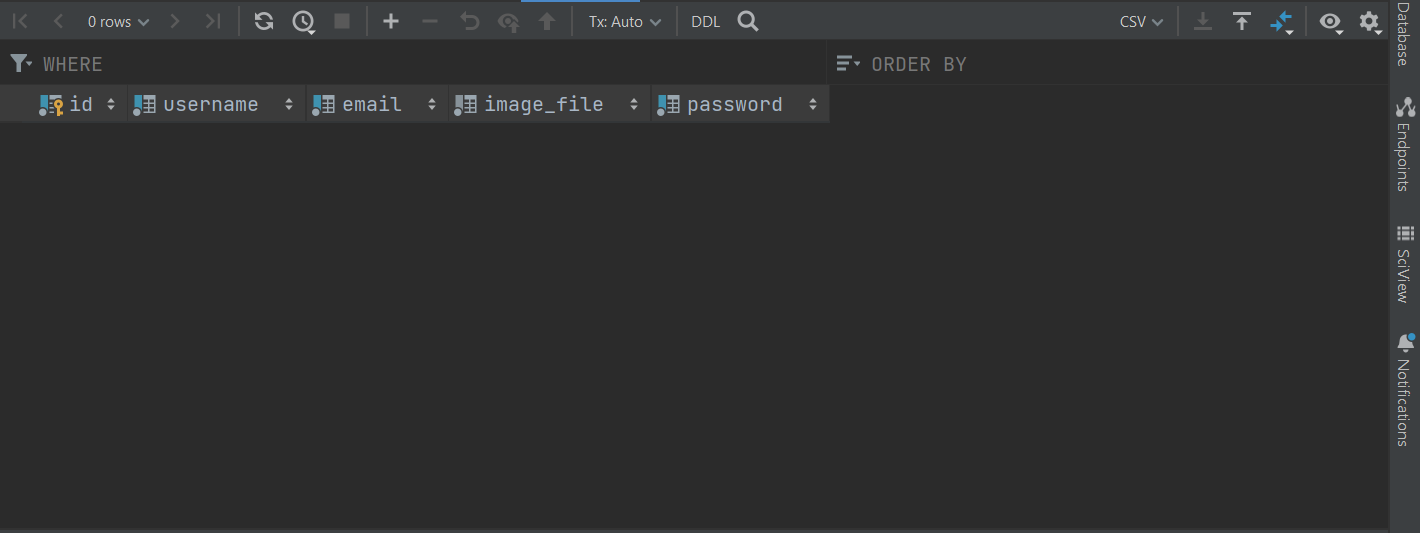 0 rows Tx: Auto DDL CSV
WHERE ORDER BY
id username email image_file password
Database
Endpoints
SciView
Notifications